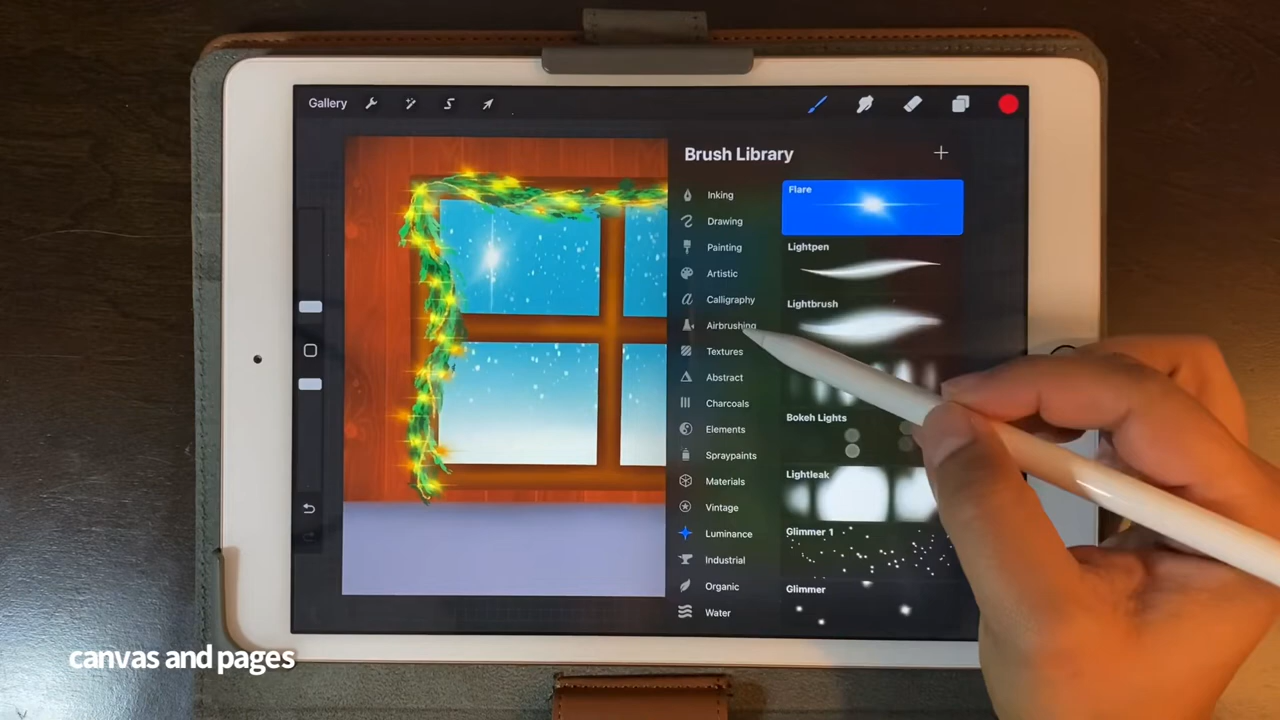 Gallery
Brush Library
Inking
Drawing
Painting
Artistic
Calligraphy
Airbrushing
Textures
Abstract
Charcoals
Elements
Spraypaints
Materials
Vintage
Luminance
Industrial
Organic
Water
Flare
Lightpen
Lightbrush
Bokeh Lights
Lightleak
Glimmer 1
Glimmer
canvas and pages